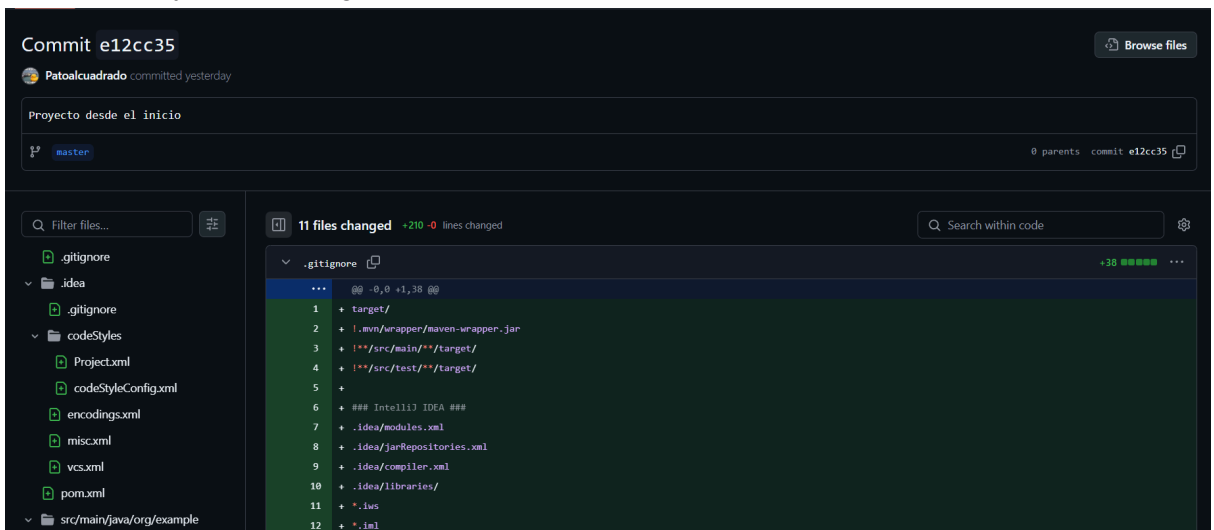 Commit e12cc35
Browse files
Patoalcuadrado committed yesterday
Proyecto desde el inicio
master
0 parents commit e12cc35
Filter files...
11 files changed +210 -0 lines changed
Search within code
.gitignore
.idea
.gitignore
codeStyles
Project.xml
codeStyleConfig.xml
encodings.xml
misc.xml
vcs.xml
pom.xml
src/main/java/org/example
.gitignore
+38
... @@ -0,0 +1,38 @@
1 + target/
2 + !.mvn/wrapper/maven-wrapper.jar
3 + !**/src/main/**/target/
4 + !**/src/test/**/target/
5 +
6 + ### IntelliJ IDEA ###
7 + .idea/modules.xml
8 + .idea/jarRepositories.xml
9 + .idea/compiler.xml
10 + .idea/libraries/
11 + *.iws
12 + *.iml